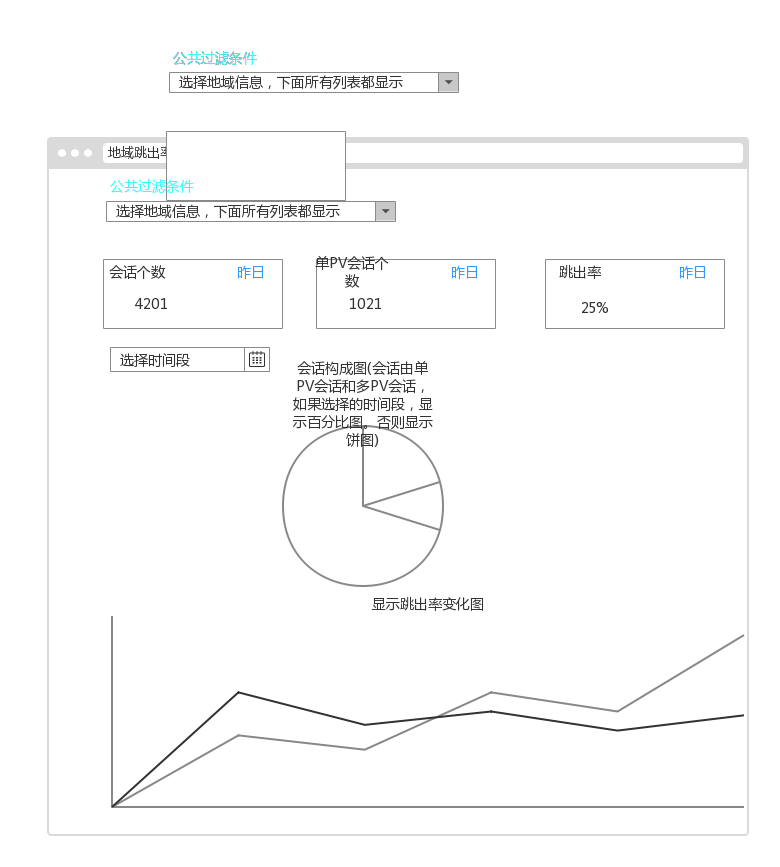 公共过滤条件
选择地域信息，下面所有列表都显示
地域跳出率
公共过滤条件
选择地域信息，下面所有列表都显示
会话个数 昨日
4201
单PV会话个
数
昨日
1021
跳出率 昨日
25%
选择时间段
会话构成图(会话由单
PV会话和多PV会话，
如果选择的时间段，显
示百分比图。否则显示
饼图)
显示跳出率变化图